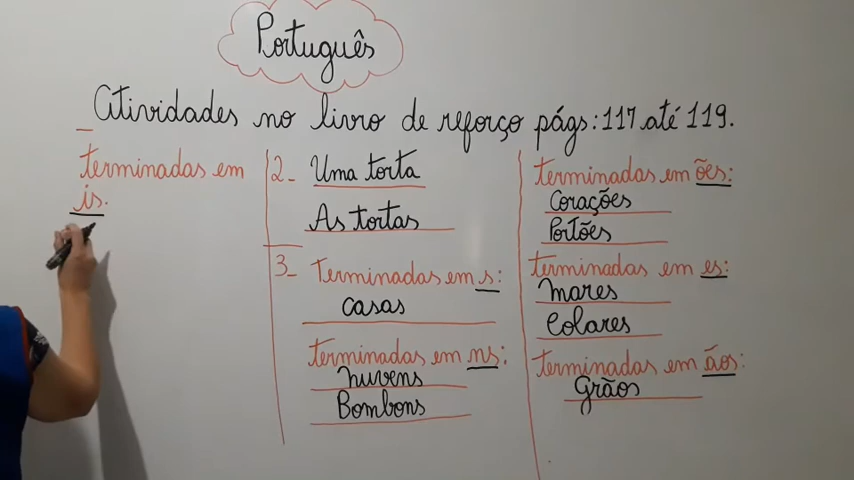 Português
Atividades no livro de reforço págs:117 até 119.
terminadas em
is.
2- Uma torta
As tortas
3- Terminadas em s:
casas
terminadas em ns:
nuvens
Bombons
terminadas em ões:
Corações
Portões
terminadas em es:
mares
Colares
terminadas em ãos:
grãos